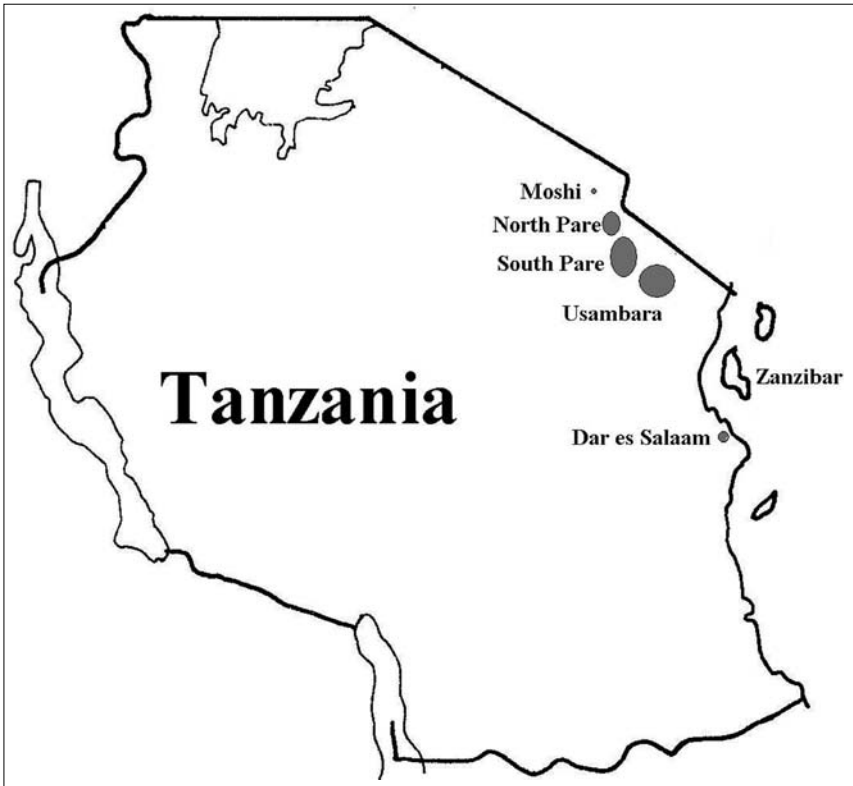 Moshi
North Pare
South Pare
Usambara
Zanzibar
Tanzania
Dar es Salaam